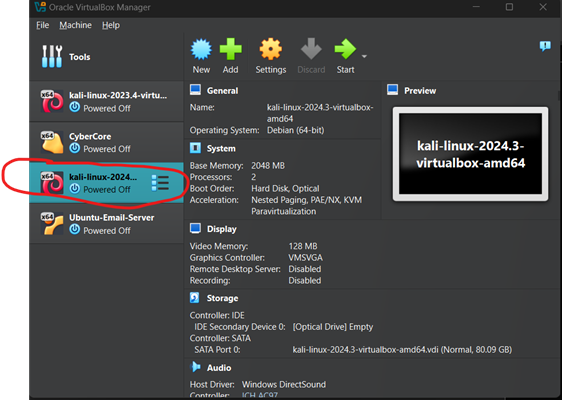 Oracle VirtualBox Manager
File Machine Help
Tools
New Add Settings Discard Start
x64 kali-linux-2023.4-virtu...
Powered Off
x64 CyberCore
Powered Off
x64 kali-linux-2024...
Powered Off
x64 Ubuntu-Email-Server
Powered Off
General
Name: kali-linux-2024.3-virtualbox-
amd64
Operating System: Debian (64-bit)
System
Base Memory: 2048 MB
Processors: 2
Boot Order: Hard Disk, Optical
Acceleration: Nested Paging, PAE/NX, KVM
Paravirtualization
Display
Video Memory: 128 MB
Graphics Controller: VMSVGA
Remote Desktop Server: Disabled
Recording: Disabled
Storage
Controller: IDE
IDE Secondary Device 0: [Optical Drive] Empty
Controller: SATA
SATA Port 0: kali-linux-2024.3-virtualbox-amd64.vdi (Normal, 80.09 GB)
Audio
Host Driver: Windows DirectSound
Controller: ICH AC97
Preview
kali-linux-2024.3-
virtualbox-amd64